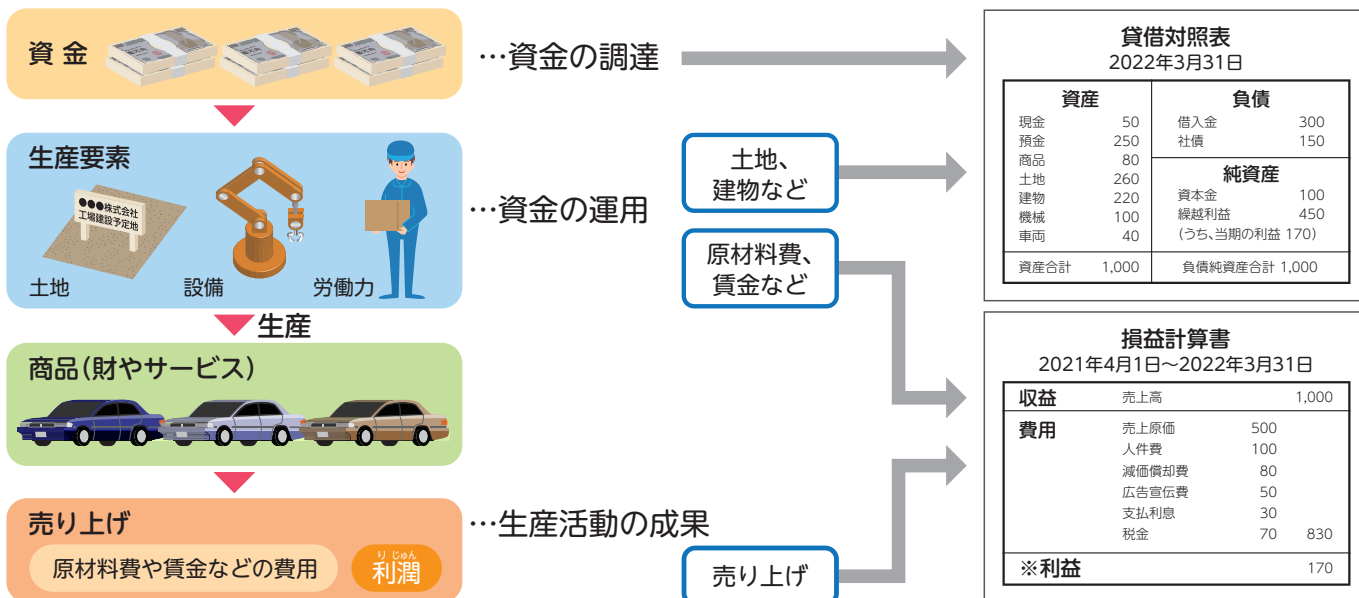 資金
…資金の調達
生産要素
●●●株式会社
工場建設予定地
土地
設備
労働力
…資金の運用
生産
商品(財やサービス)
売り上げ
原材料費や賃金などの費用
りじゅん
利潤
…生産活動の成果
土地、
建物など
原材料費、
賃金など
売り上げ
貸借対照表
2022年3月31日
資産
現金 50
預金 250
商品 80
土地 260
建物 220
機械 100
車両 40
資産合計 1,000
負債
借入金 300
社債 150
純資産
資本金 100
繰越利益 450
(うち、当期の利益 170)
負債純資産合計 1,000
損益計算書
2021年4月1日～2022年3月31日
収益 売上高 1,000
費用 売上原価 500
人件費 100
減価償却費 80
広告宣伝費 50
支払利息 30
税金 70 830
※利益 170